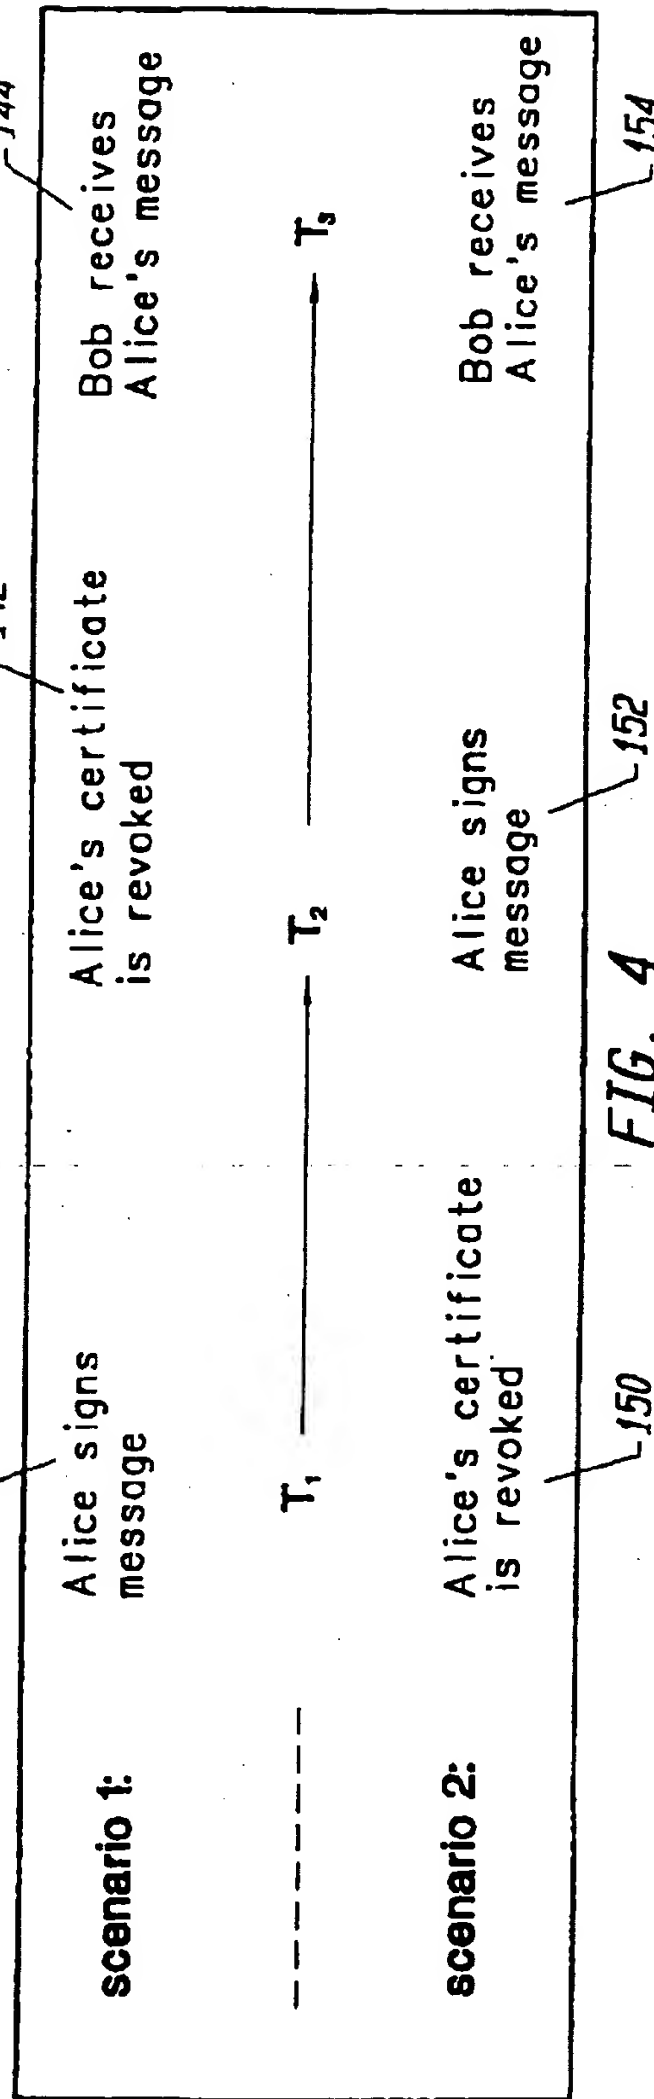 144
scenario 1:
Alice signs
message
Alice's certificate
is revoked
Bob receives
Alice's message
T₁
T₂
T₃
scenario 2:
Alice's certificate
is revoked
Alice signs
message
Bob receives
Alice's message
150
152
154
FIG. 4